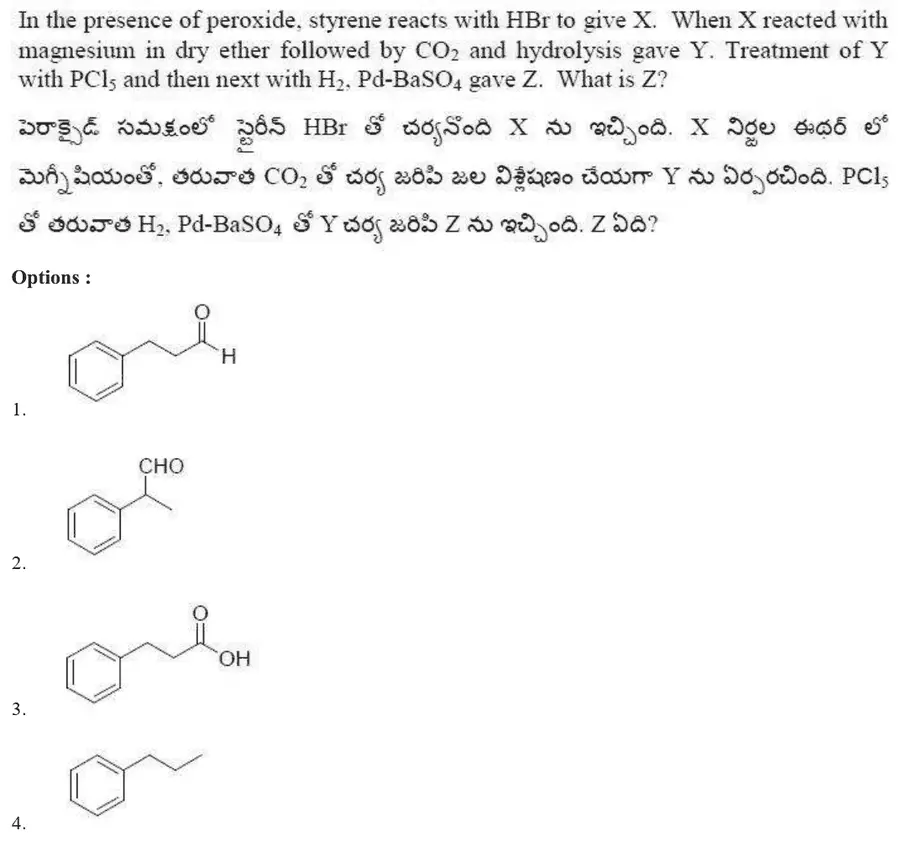 In the presence of peroxide, styrene reacts with HBr to give X. When X reacted with
magnesium in dry ether followed by CO₂ and hydrolysis gave Y. Treatment of Y
with PCl₅ and then next with H₂, Pd-BaSO₄ gave Z. What is Z?
పెరాక్సైడ్ సమక్షంలో స్టైరీన్ HBr తో చర్యనొంది X ను ఇచ్చింది. X నిర్జల ఈథర్ లో
మెగ్నీషియంతో, తరువాత CO₂ తో చర్య జరిపి జల విశ్లేషణం చేయగా Y ను ఏర్పరచింది. PCl₅
తో తరువాత H₂, Pd-BaSO₄ తో Y చర్య జరిపి Z ను ఇచ్చింది. Z ఏది?
Options :
O
H
1.
CHO
2.
O
OH
3.
4.